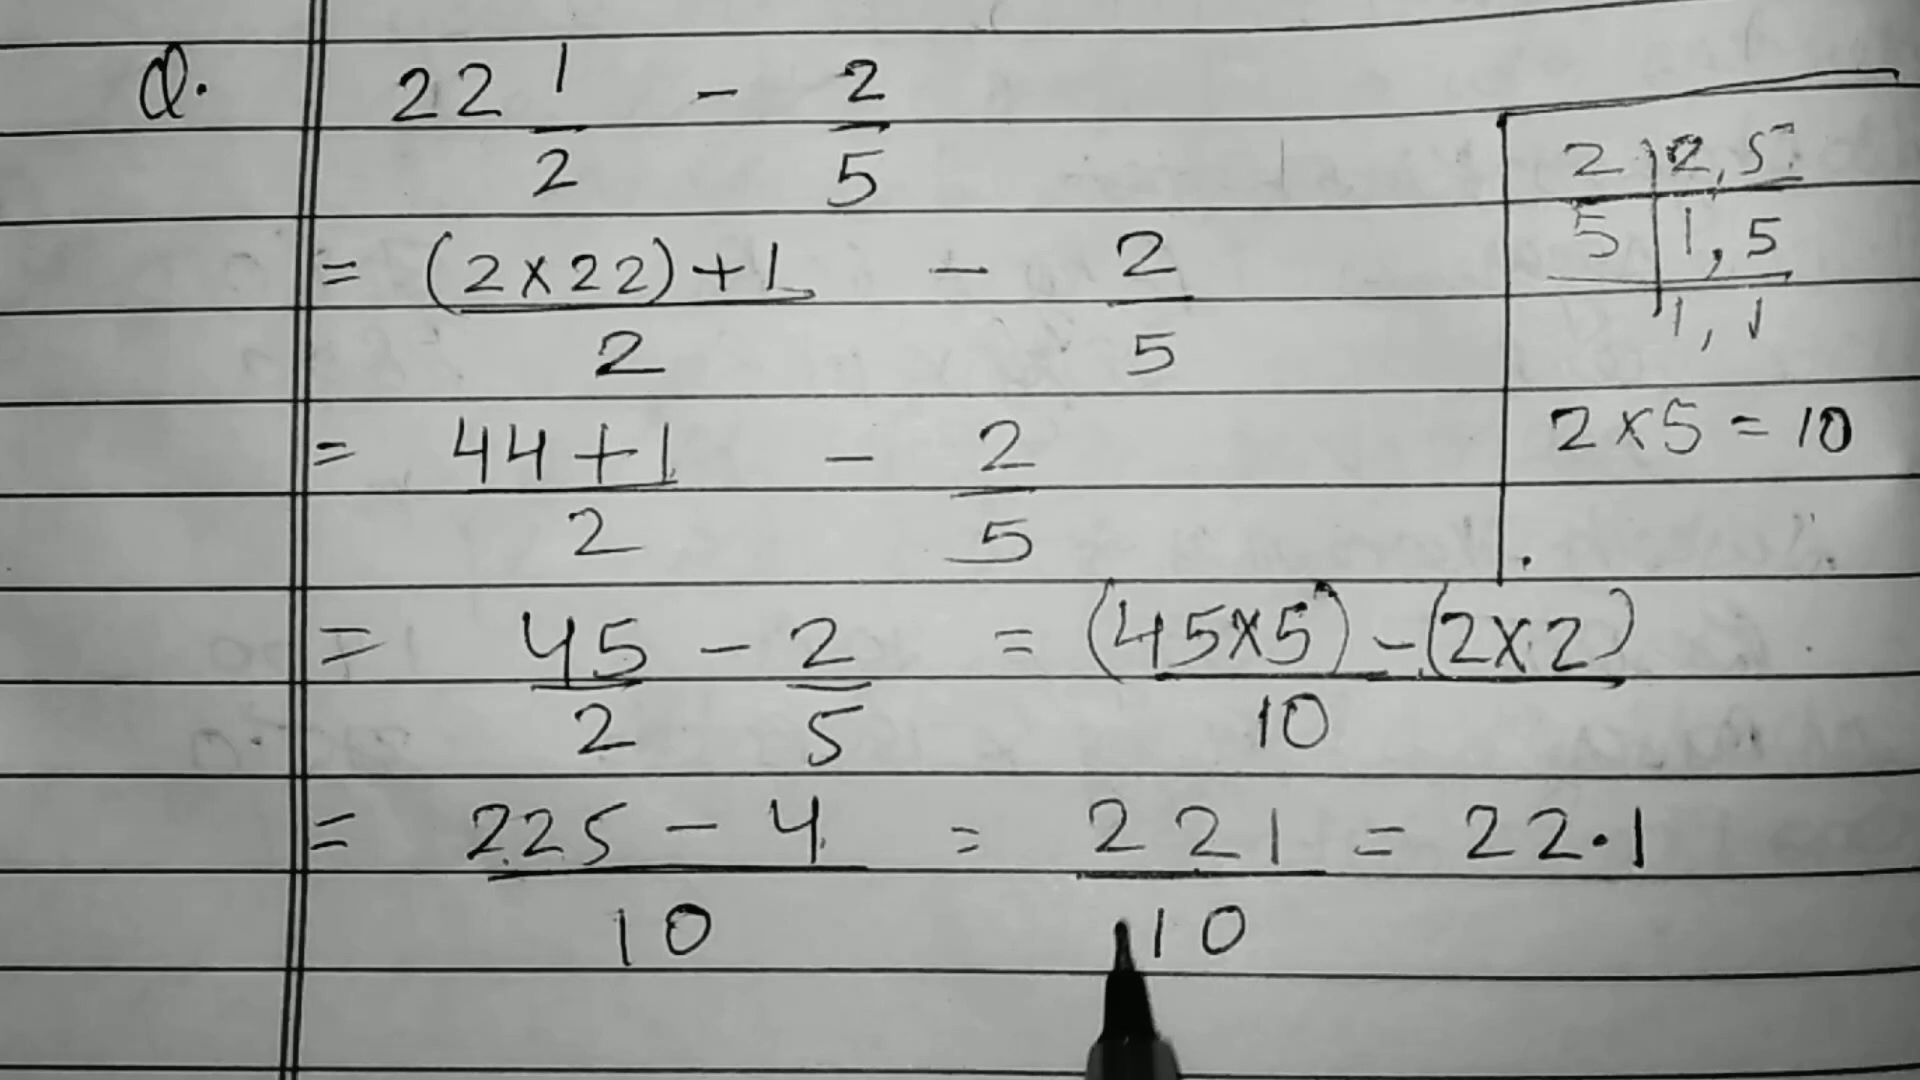 Q. 22 1/2 - 2/5
= (2×22)+1/2 - 2/5
= 44+1/2 - 2/5
= 45/2 - 2/5 = (45×5)-(2×2)/10
= 225-4/10 = 221/10 = 22.1
2 | 2, 5
5 | 1, 5
1, 1
2×5 = 10